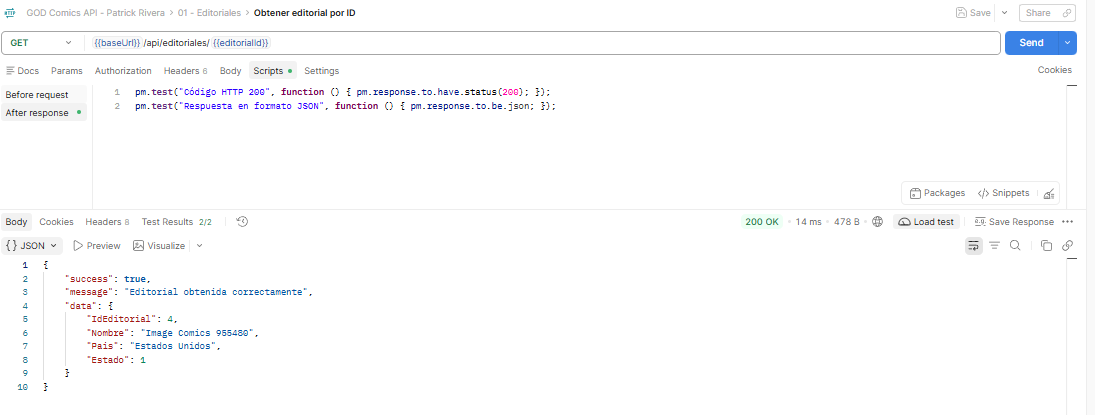 GOD Comics API - Patrick Rivera › 01 - Editoriales › Obtener editorial por ID
Save
Share
GET
{{baseUrl}}/api/editoriales/ {{editorialId}}
Send
Docs Params Authorization Headers 6 Body Scripts Settings
Cookies
Before request
After response
1 pm.test("Código HTTP 200", function () { pm.response.to.have.status(200); });
2 pm.test("Respuesta en formato JSON", function () { pm.response.to.be.json; });
Packages Snippets
Body Cookies Headers 8 Test Results 2/2
200 OK • 14 ms • 478 B Load test Save Response
{} JSON Preview Visualize
1 {
2 "success": true,
3 "message": "Editorial obtenida correctamente",
4 "data": {
5 "IdEditorial": 4,
6 "Nombre": "Image Comics 955480",
7 "Pais": "Estados Unidos",
8 "Estado": 1
9 }
10 }